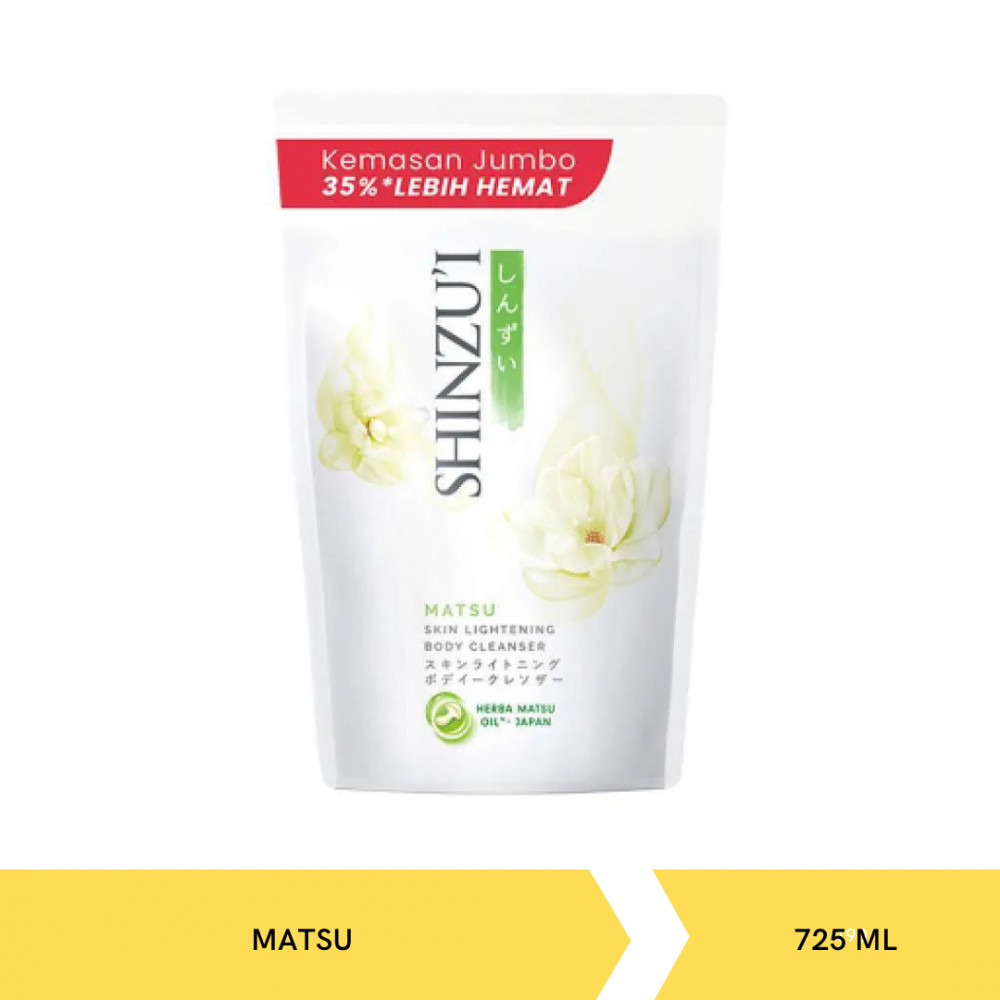 Kemasan Jumbo
35%*LEBIH HEMAT
SHINZU'I
しんずい
MATSU
SKIN LIGHTENING
BODY CLEANSER
スキンライトニング
ボデイークレンザー
HERBA MATSU
OIL - JAPAN
MATSU
725 ML